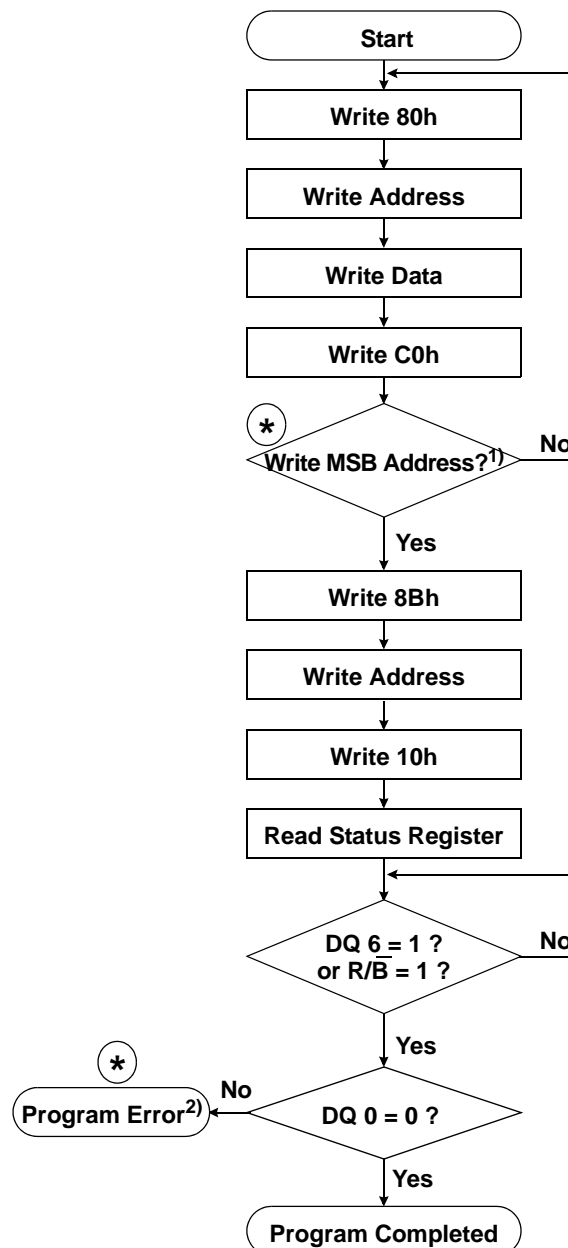 Start
Write 80h
Write Address
Write Data
Write C0h
*
Write MSB Address?1)
No
Yes
Write 8Bh
Write Address
Write 10h
Read Status Register
DQ 6 = 1 ?
or R/B̅ = 1 ?
No
Yes
*
Program Error2)
No
DQ 0 = 0 ?
Yes
Program Completed